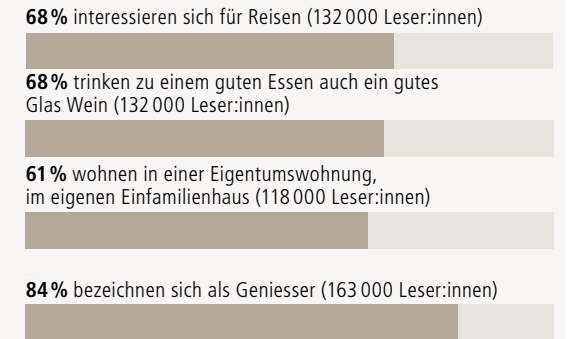 68 % interessieren sich für Reisen (132 000 Leser:innen)
68 % trinken zu einem guten Essen auch ein gutes
Glas Wein (132 000 Leser:innen)
61 % wohnen in einer Eigentumswohnung,
im eigenen Einfamilienhaus (118 000 Leser:innen)
84 % bezeichnen sich als Geniesser (163 000 Leser:innen)